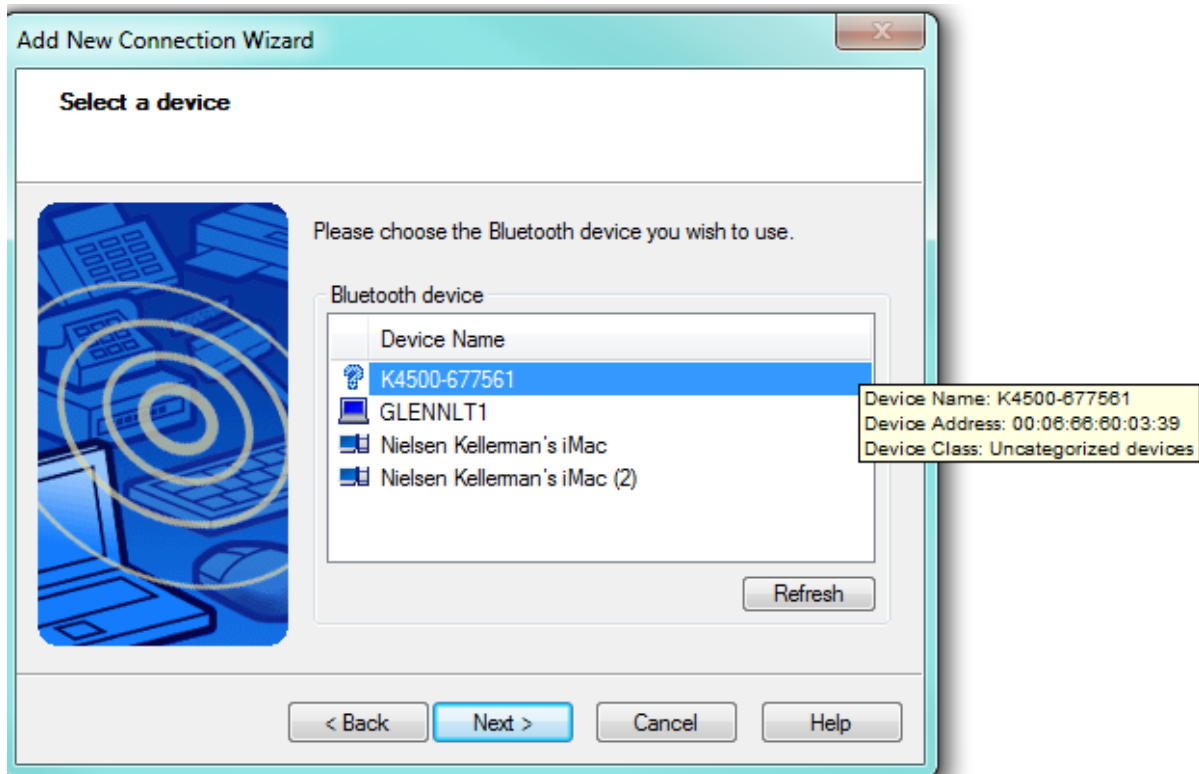 Add New Connection Wizard
Select a device
Please choose the Bluetooth device you wish to use.
Bluetooth device
Device Name
K4500-677561
GLENNLT1
Nielsen Kellerman's iMac
Nielsen Kellerman's iMac (2)
Device Name: K4500-677561
Device Address: 00:06:66:60:03:39
Device Class: Uncategorized devices
Refresh
< Back
Next >
Cancel
Help